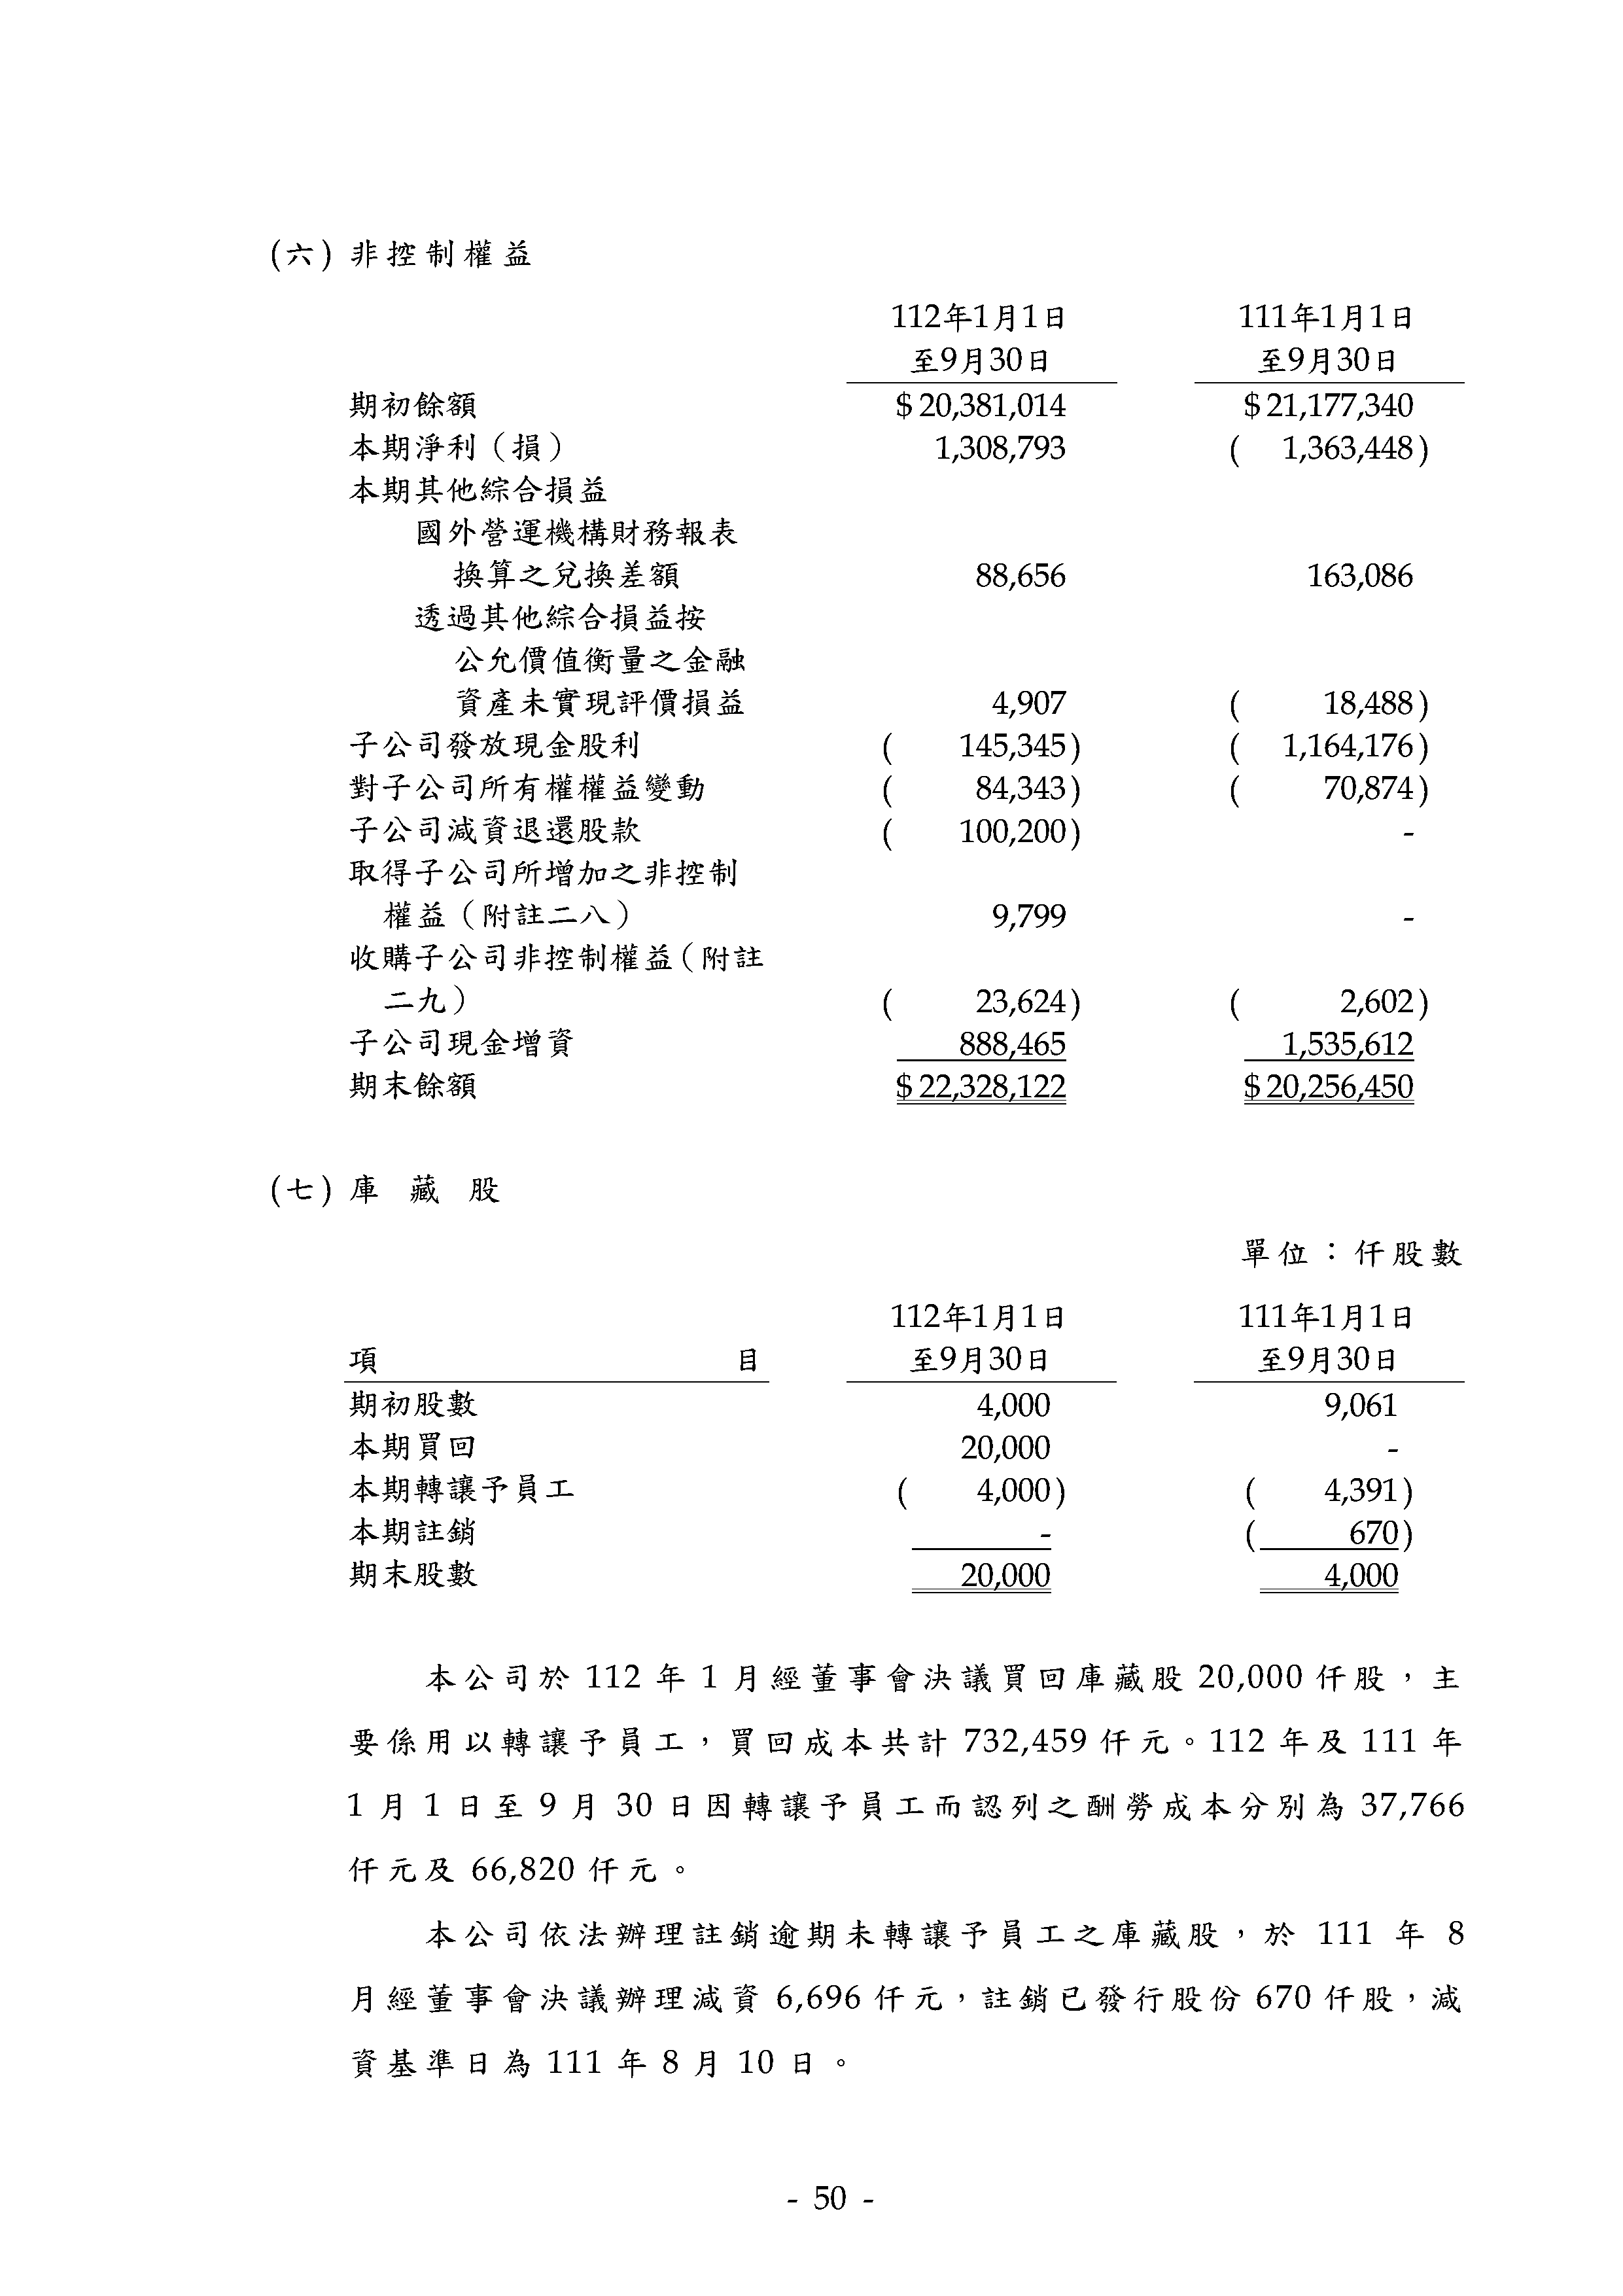 (六) 非控制權益
112年1月1日 111年1月1日
至9月30日 至9月30日
期初餘額 $ 20,381,014 $ 21,177,340
本期淨利（損） 1,308,793 ( 1,363,448)
本期其他綜合損益
國外營運機構財務報表
換算之兌換差額 88,656 163,086
透過其他綜合損益按
公允價值衡量之金融
資產未實現評價損益 4,907 ( 18,488)
子公司發放現金股利 ( 145,345) ( 1,164,176)
對子公司所有權權益變動 ( 84,343) ( 70,874)
子公司減資退還股款 ( 100,200) -
取得子公司所增加之非控制
權益（附註二八） 9,799 -
收購子公司非控制權益（附註
二九） ( 23,624) ( 2,602)
子公司現金增資 888,465 1,535,612
期末餘額 $ 22,328,122 $ 20,256,450
(七) 庫藏股
單位：仟股數
112年1月1日 111年1月1日
項目 至9月30日 至9月30日
期初股數 4,000 9,061
本期買回 20,000 -
本期轉讓予員工 ( 4,000) ( 4,391)
本期註銷 - ( 670)
期末股數 20,000 4,000
本公司於 112 年 1 月經董事會決議買回庫藏股 20,000 仟股，主
要係用以轉讓予員工，買回成本共計 732,459 仟元。112 年及 111 年
1 月 1 日至 9 月 30 日因轉讓予員工而認列之酬勞成本分別為 37,766
仟元及 66,820 仟元。
本公司依法辦理註銷逾期未轉讓予員工之庫藏股，於 111 年 8
月經董事會決議辦理減資 6,696 仟元，註銷已發行股份 670 仟股，減
資基準日為 111 年 8 月 10 日。
- 50 -